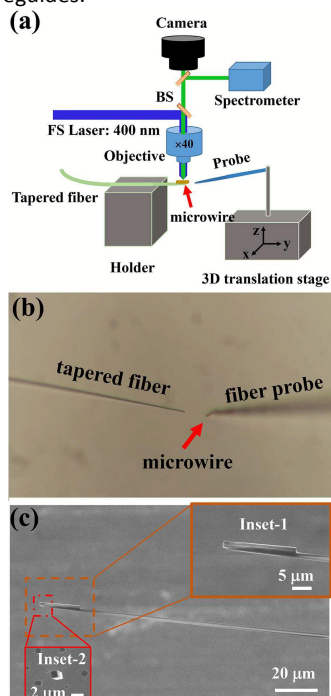 eguides.
(a)
Camera
BS
Spectrometer
FS Laser: 400 nm
Objective
×40
Probe
Tapered fiber
microwire
Holder
z
y
x
3D translation stage
(b)
tapered fiber
fiber probe
microwire
(c)
Inset-1
5 μm
Inset-2
2 μm
20 μm